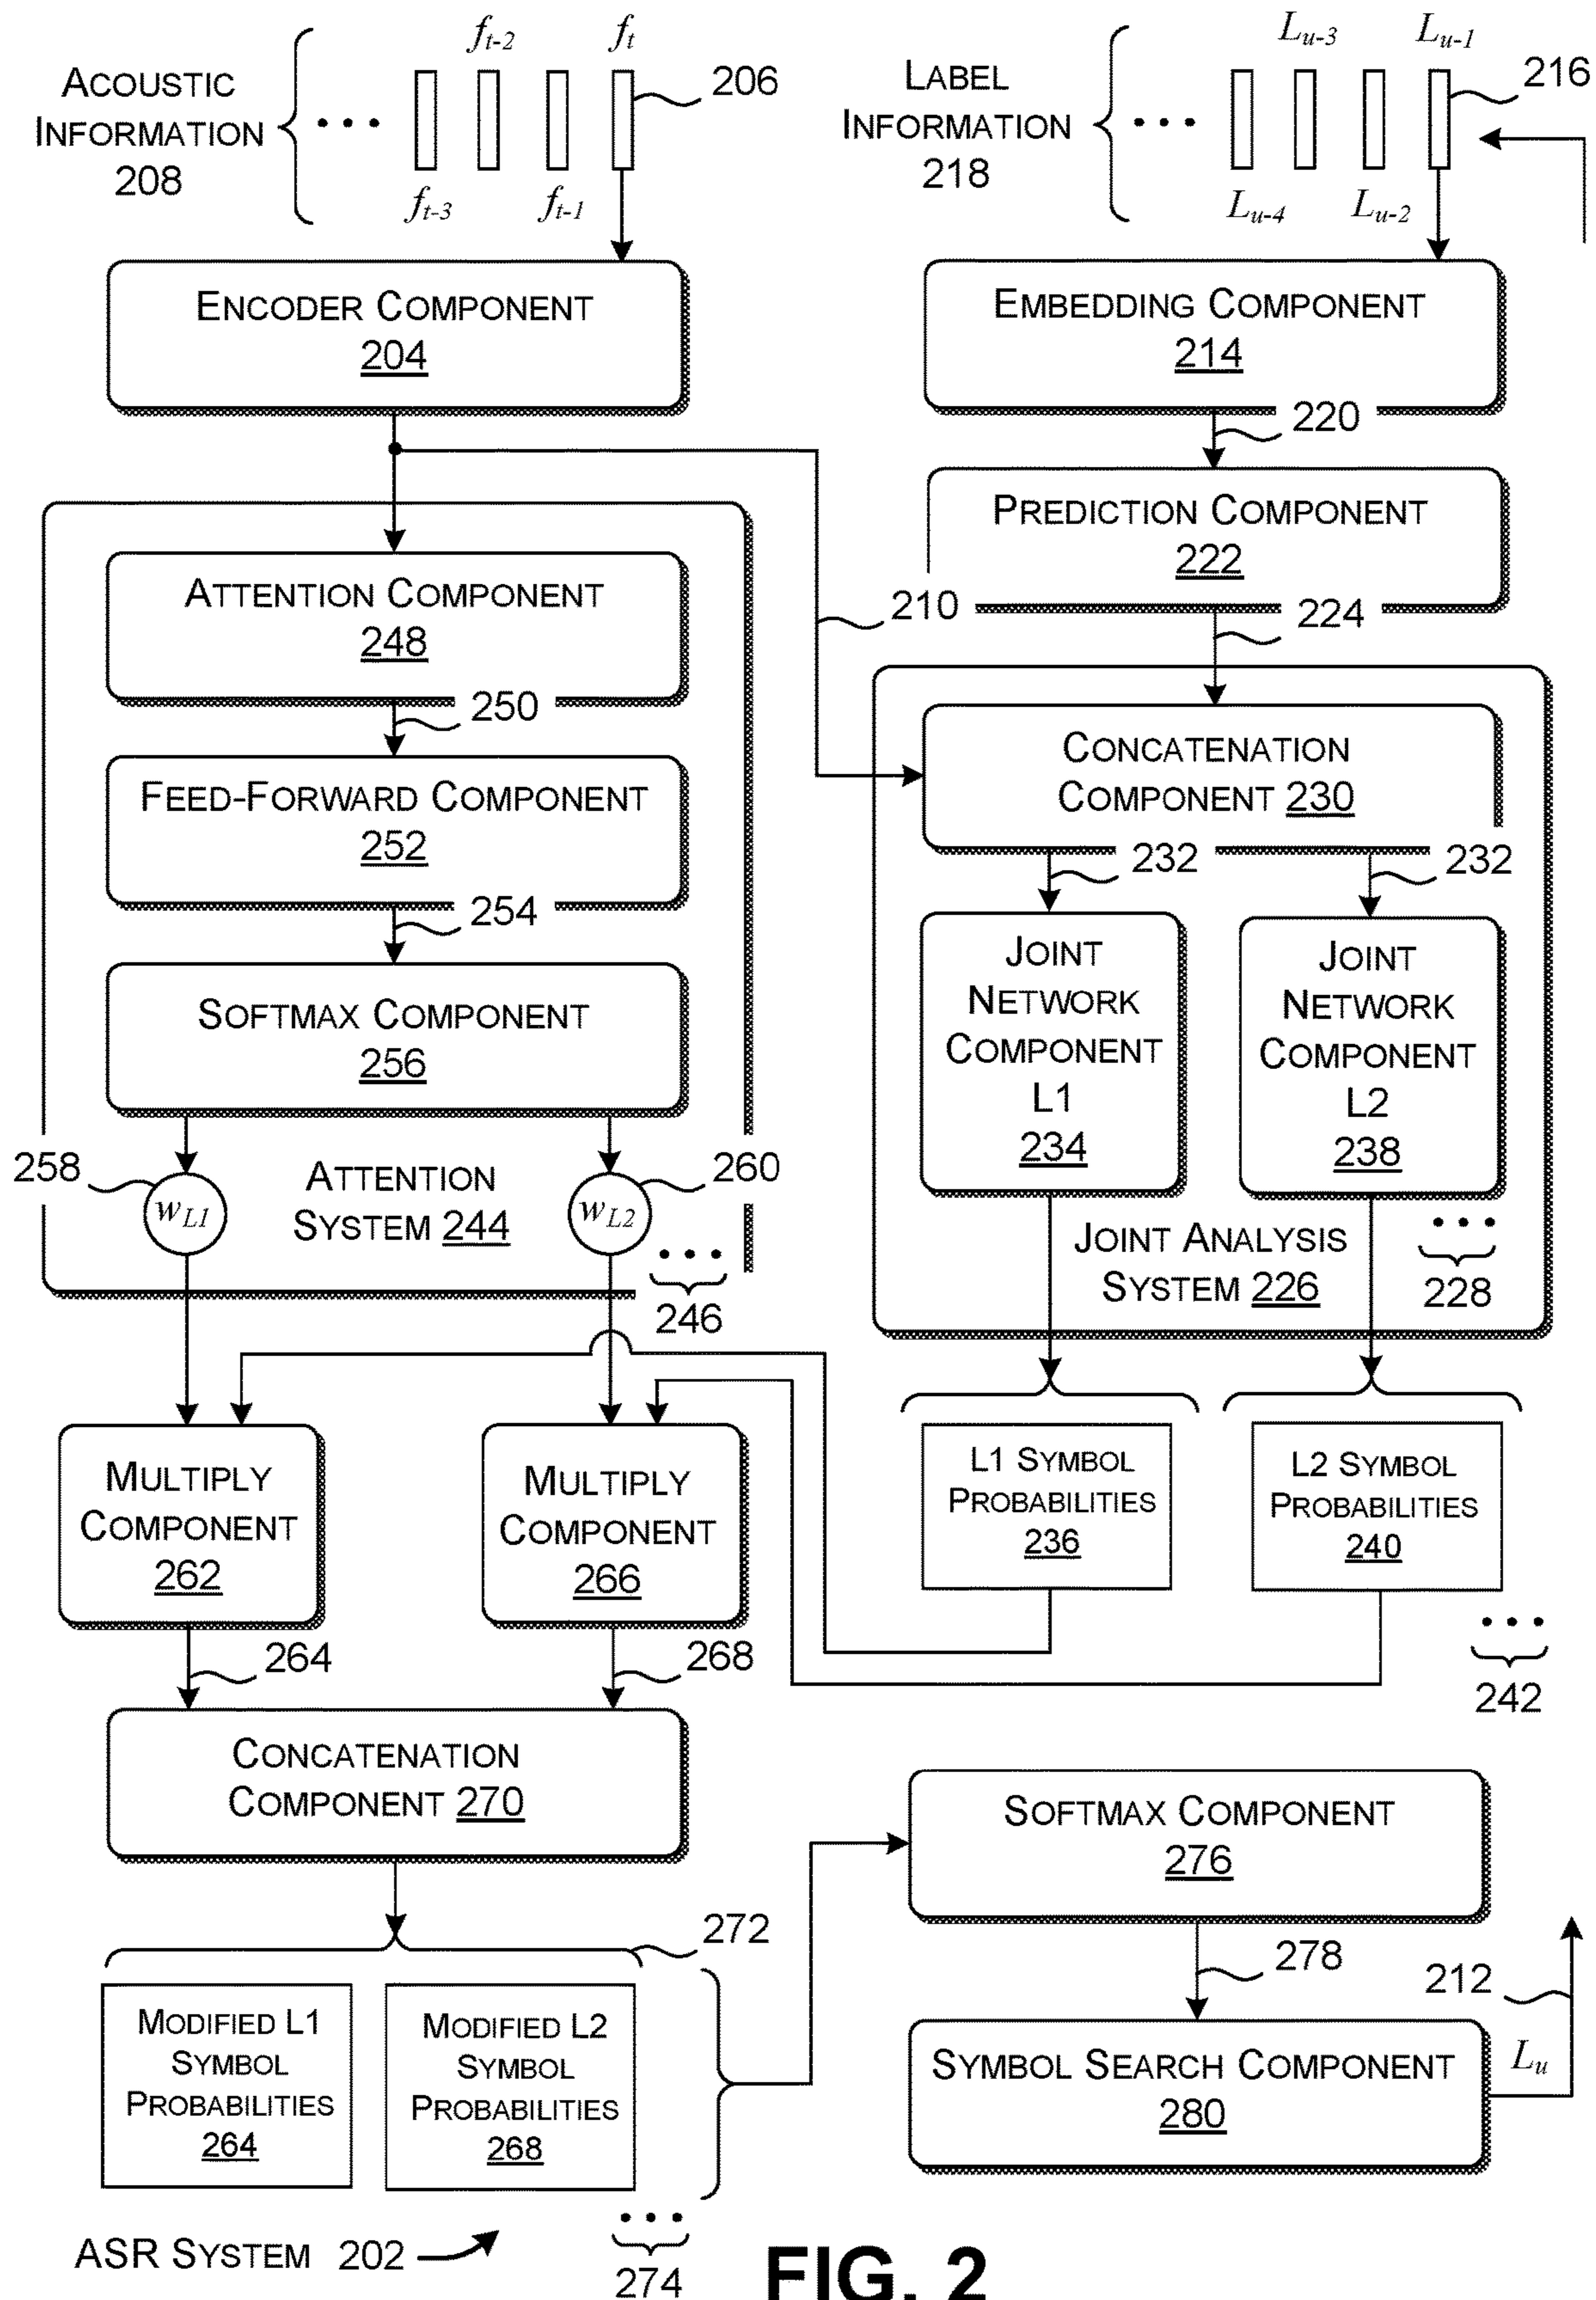 f_{t-2}
f_t
206
ACOUSTIC
INFORMATION
208
• • •
f_{t-3}
f_{t-1}
L_{u-3}
L_{u-1}
216
LABEL
INFORMATION
218
• • •
L_{u-4}
L_{u-2}
ENCODER COMPONENT
204
EMBEDDING COMPONENT
214
220
PREDICTION COMPONENT
222
210
224
ATTENTION COMPONENT
248
250
FEED-FORWARD COMPONENT
252
254
SOFTMAX COMPONENT
256
258
w_{L1}
ATTENTION
SYSTEM 244
w_{L2}
260
• • •
246
CONCATENATION
COMPONENT 230
232
232
JOINT
NETWORK
COMPONENT
L1
234
JOINT
NETWORK
COMPONENT
L2
238
JOINT ANALYSIS
SYSTEM 226
• • •
228
MULTIPLY
COMPONENT
262
MULTIPLY
COMPONENT
266
L1 SYMBOL
PROBABILITIES
236
L2 SYMBOL
PROBABILITIES
240
• • •
242
264
268
CONCATENATION
COMPONENT 270
272
MODIFIED L1
SYMBOL
PROBABILITIES
264
MODIFIED L2
SYMBOL
PROBABILITIES
268
• • •
274
SOFTMAX COMPONENT
276
278
212
SYMBOL SEARCH COMPONENT
280
L_u
ASR SYSTEM 202
FIG. 2